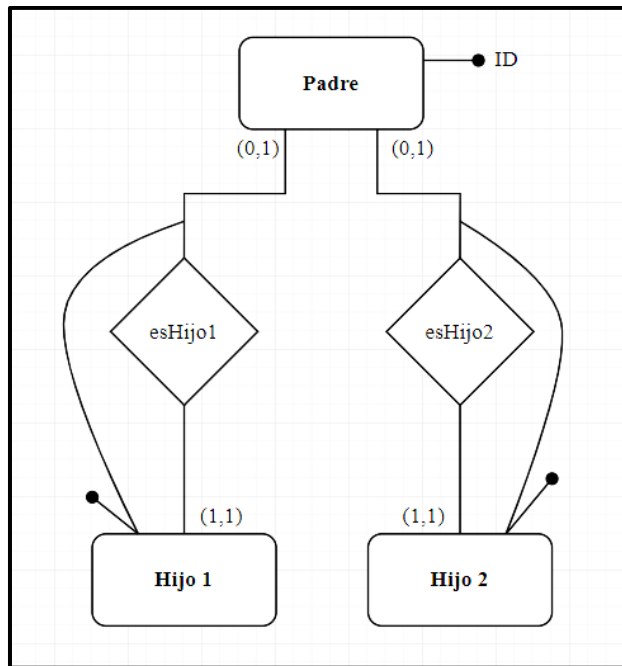 ID
Padre
(0,1) (0,1)
esHijo1 esHijo2
(1,1) (1,1)
Hijo 1 Hijo 2